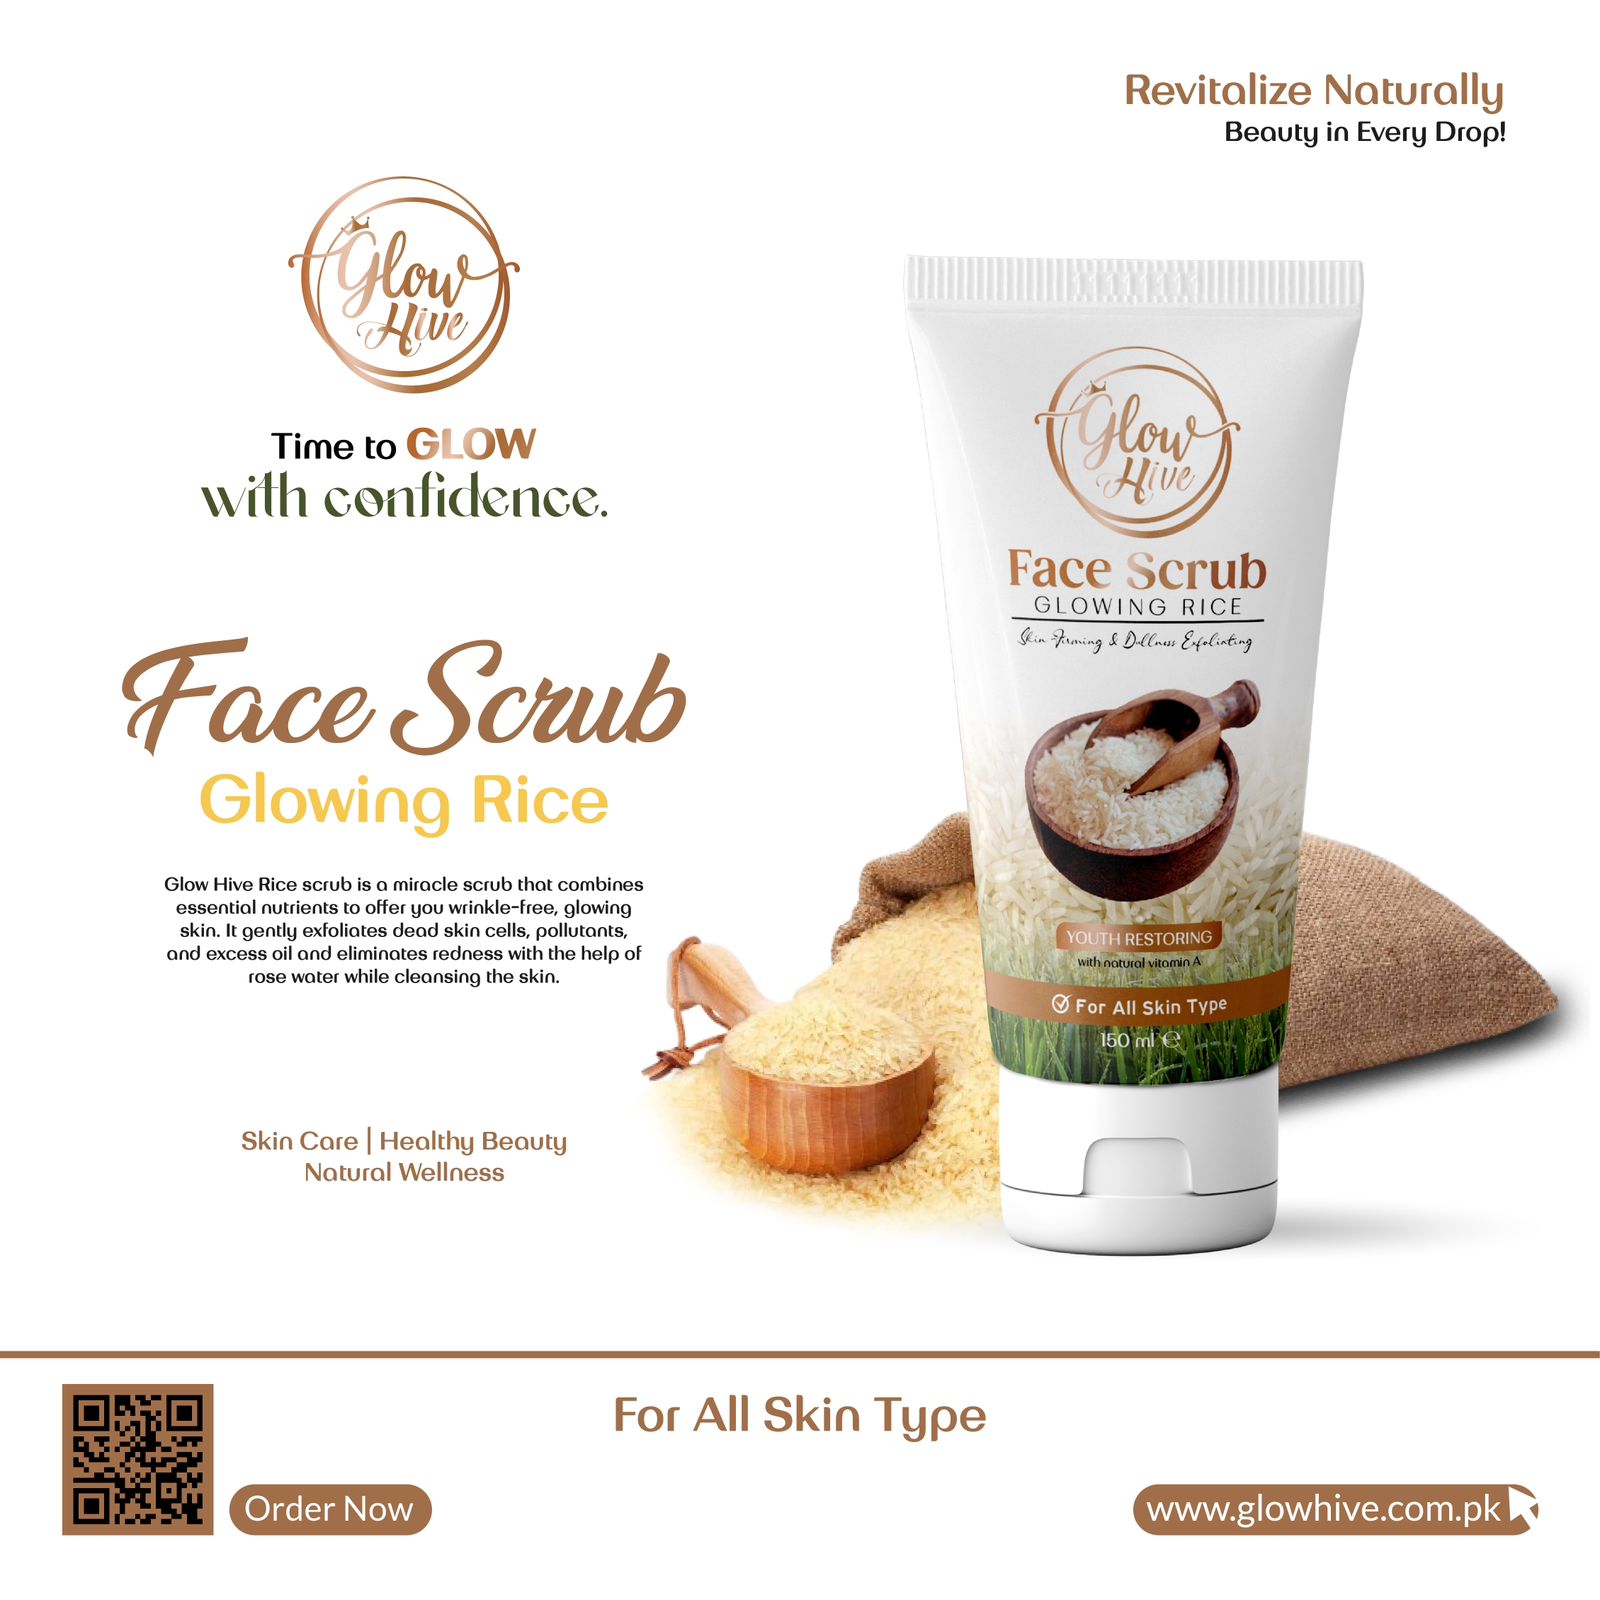 Revitalize Naturally
Beauty in Every Drop!
Glow
Hive
Time to GLOW
with confidence.
Face Scrub
Glowing Rice
Glow Hive Rice scrub is a miracle scrub that combines
essential nutrients to offer you wrinkle-free, glowing
skin. It gently exfoliates dead skin cells, pollutants,
and excess oil and eliminates redness with the help of
rose water while cleansing the skin.
Skin Care | Healthy Beauty
Natural Wellness
Glow
Hive
Face Scrub
GLOWING RICE
Skin Firming & Dullness Exfoliating
YOUTH RESTORING
with natural vitamin A
For All Skin Type
150 ml ℮
For All Skin Type
Order Now
www.glowhive.com.pk